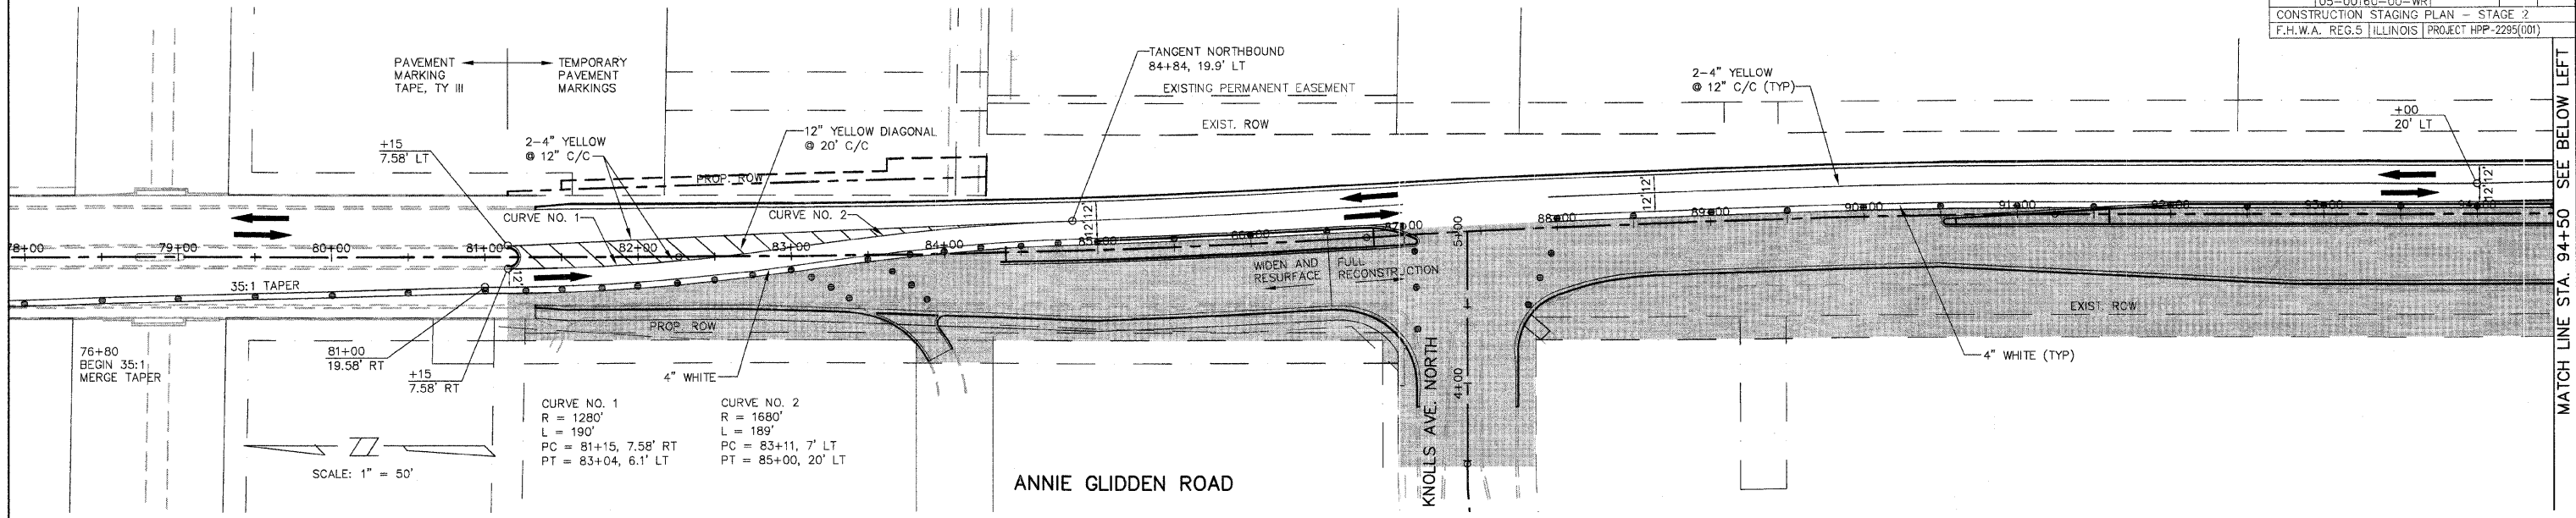 05-00160-00-WR
CONSTRUCTION STAGING PLAN - STAGE 2
F.H.W.A. REG.5 ILLINOIS PROJECT HPP-2295(001)
PAVEMENT
MARKING
TAPE, TY III
TEMPORARY
PAVEMENT
MARKINGS
TANGENT NORTHBOUND
84+84, 19.9' LT
EXISTING PERMANENT EASEMENT
EXIST. ROW
2-4" YELLOW
@ 12" C/C (TYP)
+00
20' LT
+15
7.58' LT
2-4" YELLOW
@ 12" C/C
12" YELLOW DIAGONAL
@ 20' C/C
PROP. ROW
CURVE NO. 1
CURVE NO. 2
12' 12'
12' 12'
12' 12'
78+00
79+00
80+00
81+00
82+00
83+00
84+00
85+00
86+00
87+00
88+00
89+00
90+00
91+00
92+00
93+00
94+00
5+00
4+00
12'
35:1 TAPER
WIDEN AND
RESURFACE
FULL
RECONSTRUCTION
EXIST. ROW
PROP. ROW
76+80
BEGIN 35:1
MERGE TAPER
81+00
19.58' RT
+15
7.58' RT
4" WHITE
4" WHITE (TYP)
CURVE NO. 1
R = 1280'
L = 190'
PC = 81+15, 7.58' RT
PT = 83+04, 6.1' LT
CURVE NO. 2
R = 1680'
L = 189'
PC = 83+11, 7' LT
PT = 85+00, 20' LT
SCALE: 1" = 50'
ANNIE GLIDDEN ROAD
KNOLLS AVE. NORTH
MATCH LINE STA. 94+50 SEE BELOW LEFT